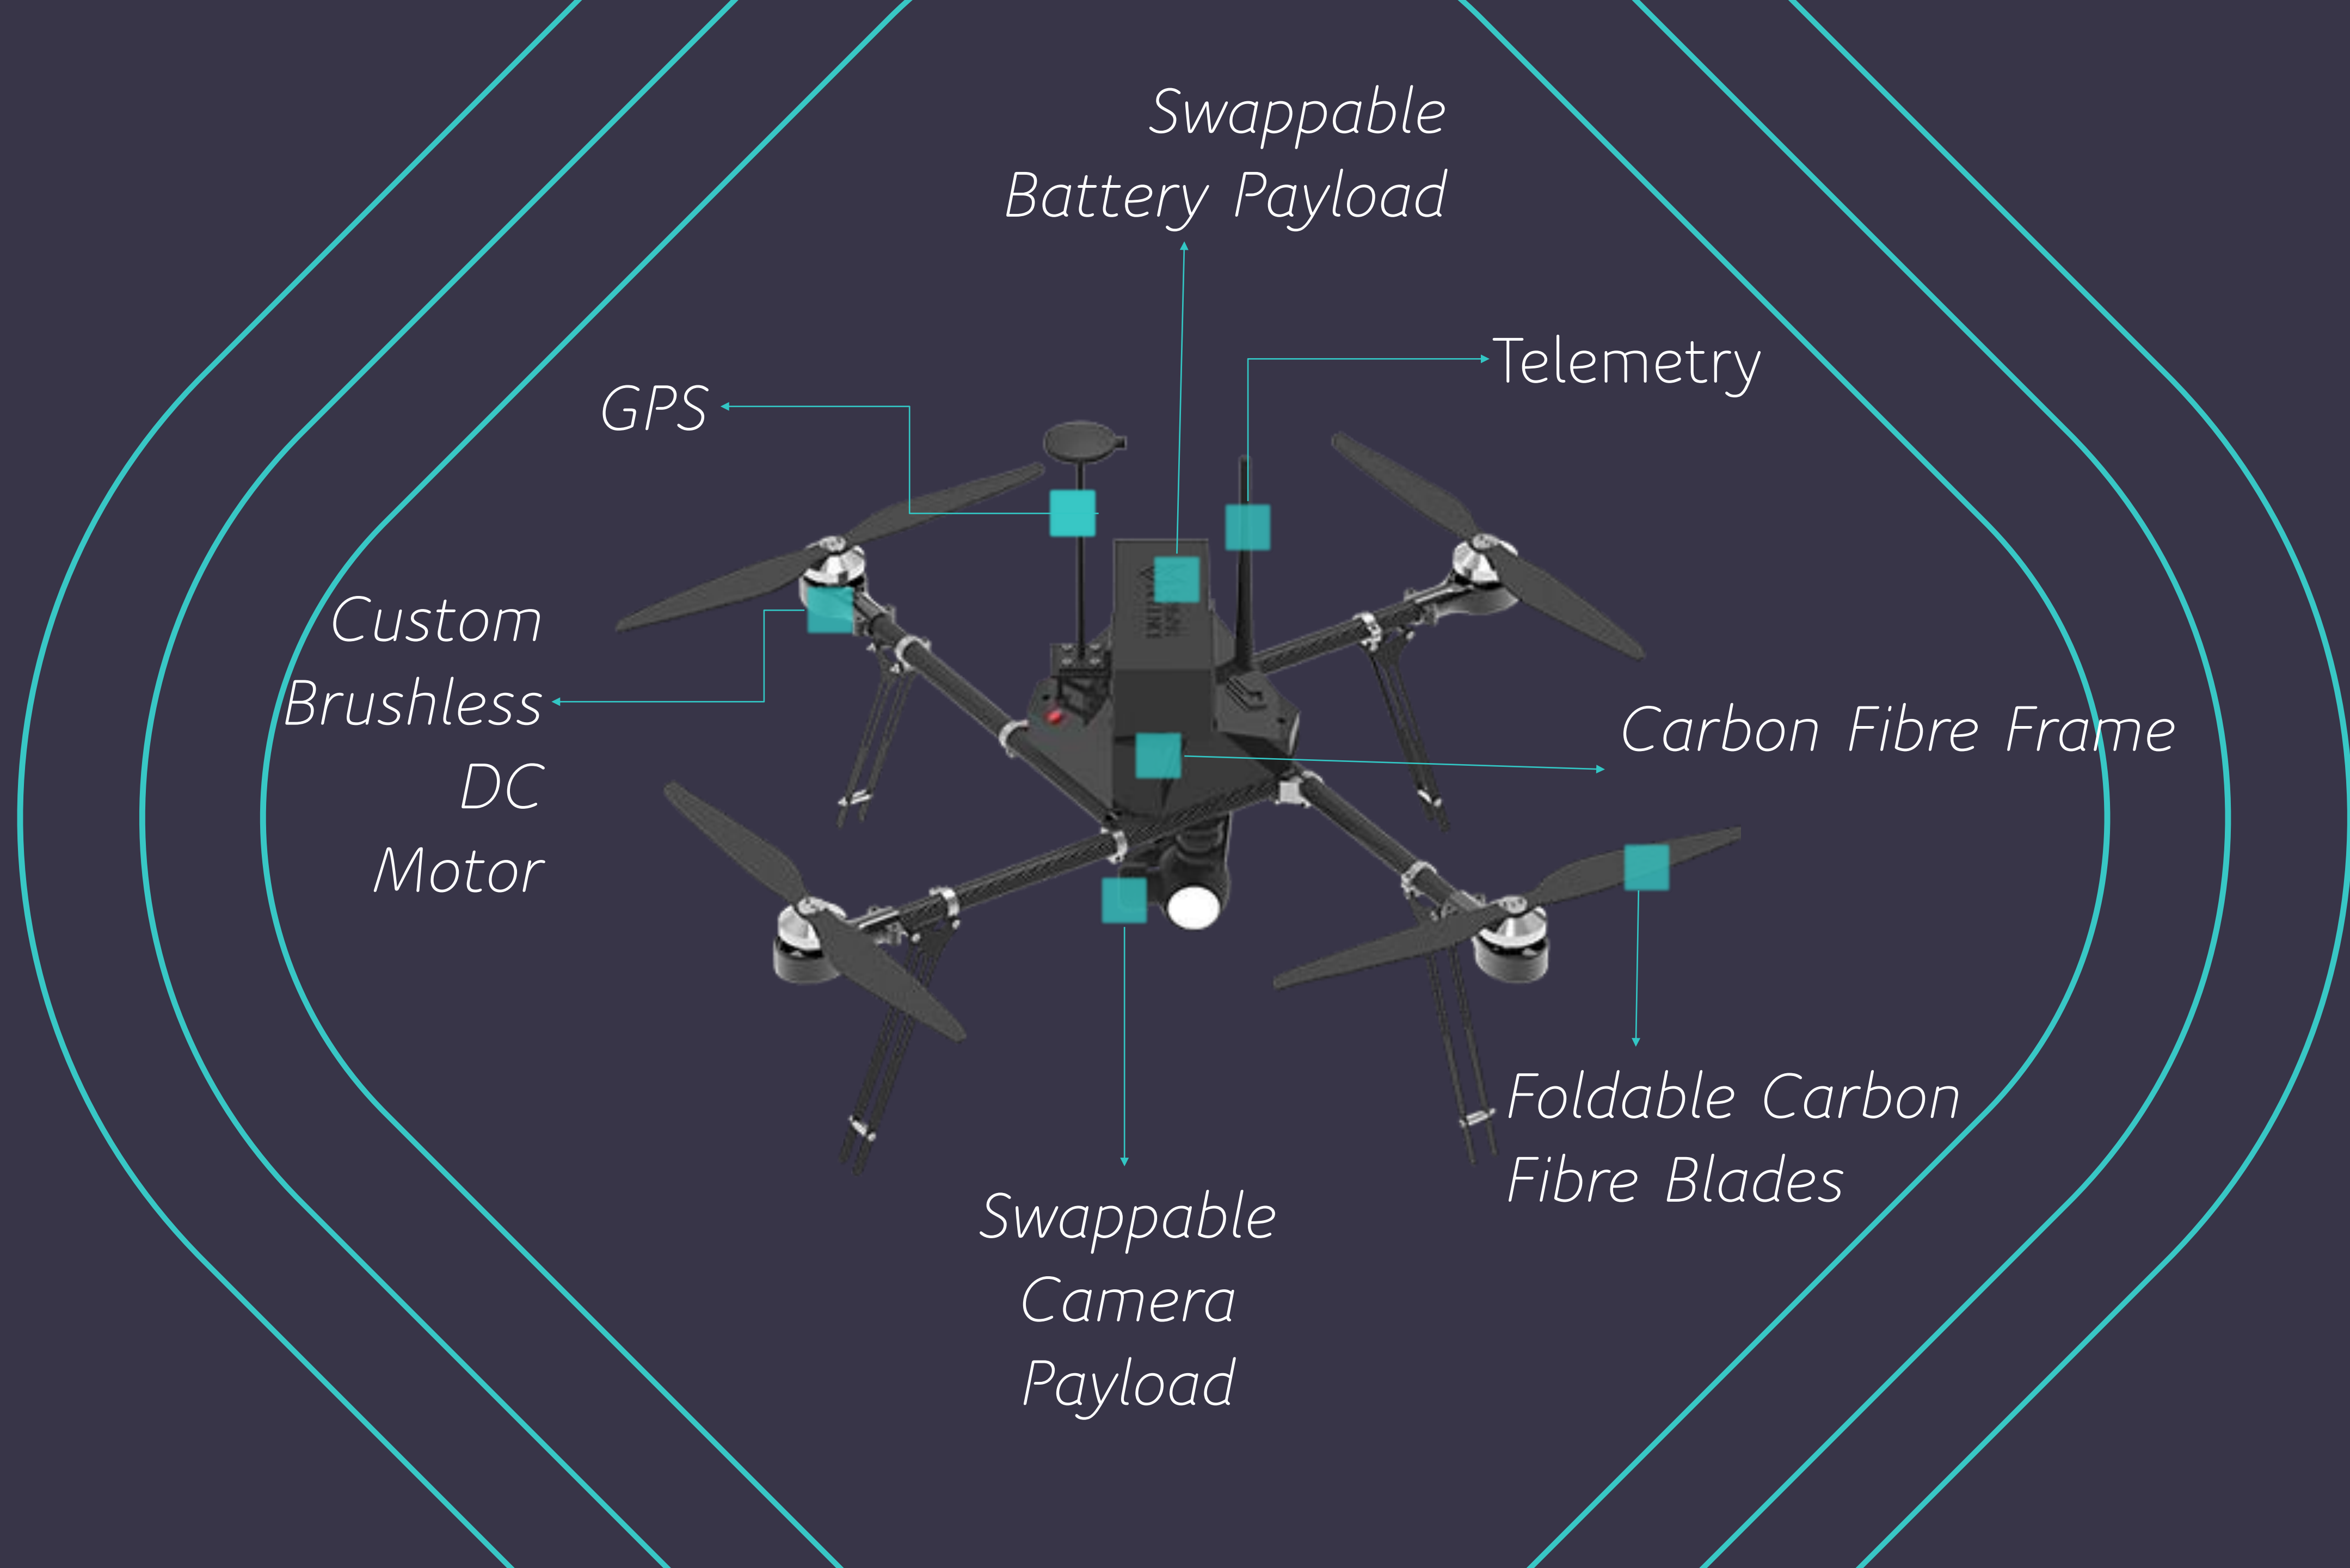 Swappable
Battery Payload
Telemetry
GPS
Custom
Brushless
DC
Motor
Carbon Fibre Frame
Foldable Carbon
Fibre Blades
Swappable
Camera
Payload